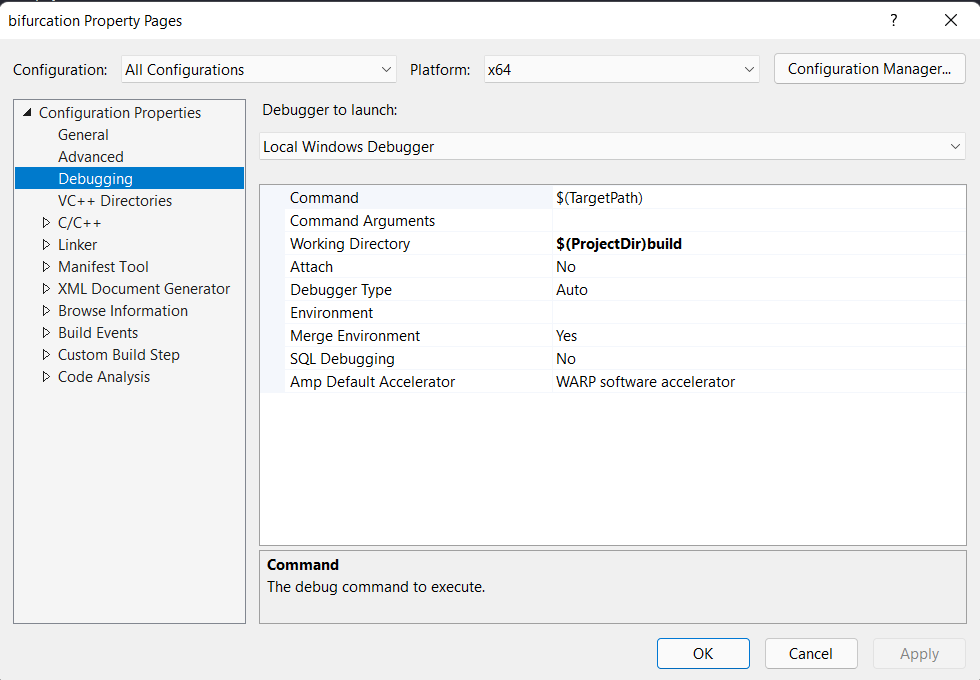 bifurcation Property Pages
?
Configuration: All Configurations Platform: x64 Configuration Manager...
Configuration Properties
General
Advanced
Debugging
VC++ Directories
C/C++
Linker
Manifest Tool
XML Document Generator
Browse Information
Build Events
Custom Build Step
Code Analysis
Debugger to launch:
Local Windows Debugger
Command $(TargetPath)
Command Arguments
Working Directory $(ProjectDir)build
Attach No
Debugger Type Auto
Environment
Merge Environment Yes
SQL Debugging No
Amp Default Accelerator WARP software accelerator
Command
The debug command to execute.
OK Cancel Apply